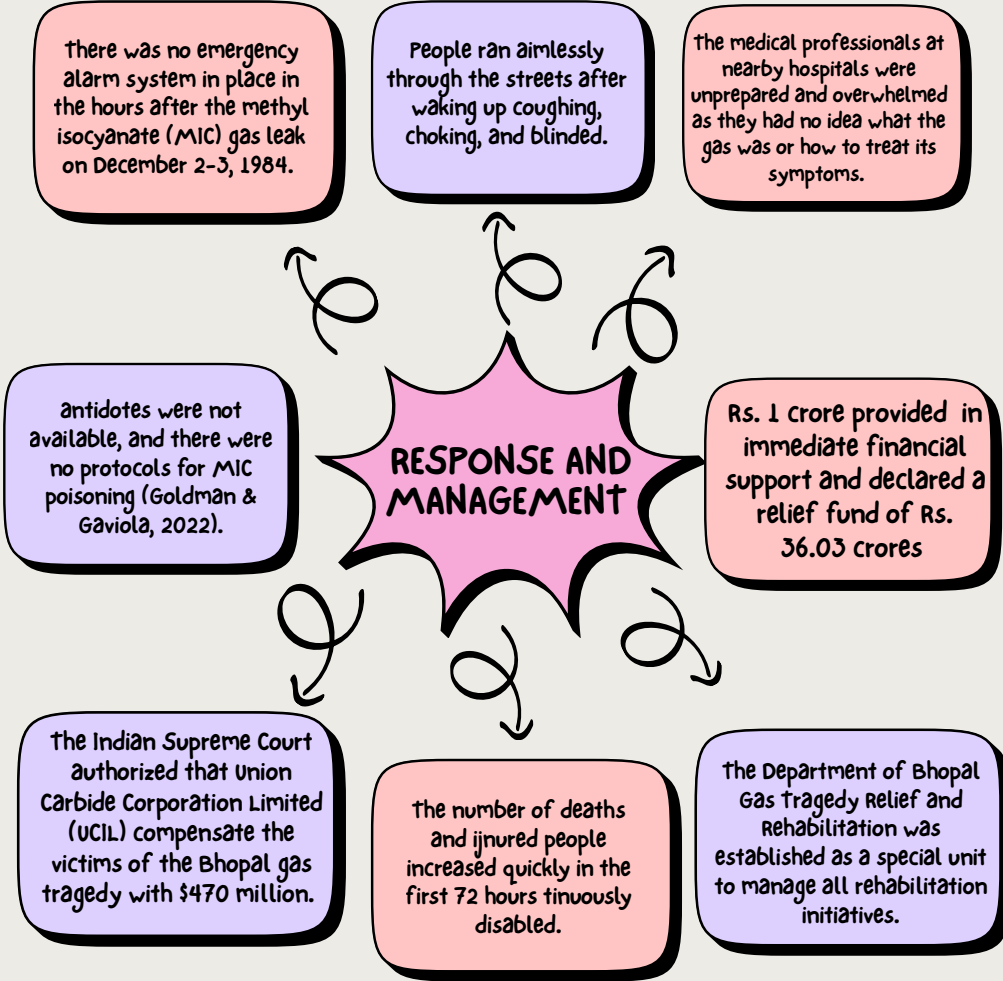 There was no emergency
alarm system in place in
the hours after the methyl
isocyanate (MIC) gas leak
on December 2-3, 1984.
People ran aimlessly
through the streets after
waking up coughing,
choking, and blinded.
The medical professionals at
nearby hospitals were
unprepared and overwhelmed
as they had no idea what the
gas was or how to treat its
symptoms.
antidotes were not
available, and there were
no protocols for MIC
poisoning (Goldman &
Gaviola, 2022).
RESPONSE AND
MANAGEMENT
Rs. 1 crore provided in
immediate financial
support and declared a
relief fund of Rs.
36.03 crores
The Indian Supreme Court
authorized that Union
Carbide Corporation Limited
(UCIL) compensate the
victims of the Bhopal gas
tragedy with $470 million.
The number of deaths
and ijnured people
increased quickly in the
first 72 hours tinuously
disabled.
The Department of Bhopal
Gas Tragedy Relief and
Rehabilitation was
established as a special unit
to manage all rehabilitation
initiatives.